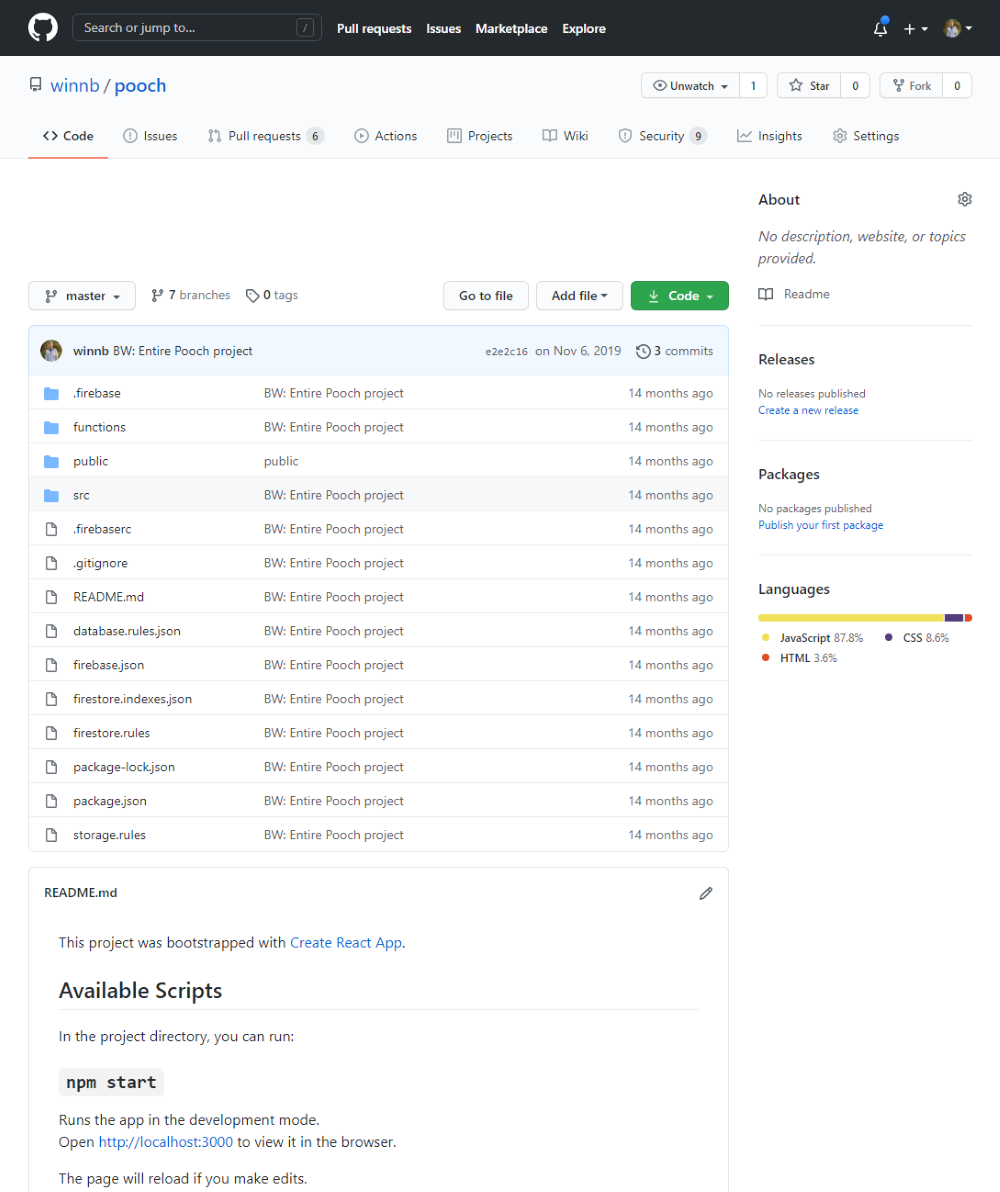 Search or jump to... / Pull requests Issues Marketplace Explore
winnb / pooch Unwatch 1 Star 0 Fork 0
Code Issues Pull requests 6 Actions Projects Wiki Security 9 Insights Settings
master 7 branches 0 tags Go to file Add file Code
winnb BW: Entire Pooch project e2e2c16 on Nov 6, 2019 3 commits
.firebase BW: Entire Pooch project 14 months ago
functions BW: Entire Pooch project 14 months ago
public public 14 months ago
src BW: Entire Pooch project 14 months ago
.firebaserc BW: Entire Pooch project 14 months ago
.gitignore BW: Entire Pooch project 14 months ago
README.md BW: Entire Pooch project 14 months ago
database.rules.json BW: Entire Pooch project 14 months ago
firebase.json BW: Entire Pooch project 14 months ago
firestore.indexes.json BW: Entire Pooch project 14 months ago
firestore.rules BW: Entire Pooch project 14 months ago
package-lock.json BW: Entire Pooch project 14 months ago
package.json BW: Entire Pooch project 14 months ago
storage.rules BW: Entire Pooch project 14 months ago
README.md
This project was bootstrapped with Create React App.
Available Scripts
In the project directory, you can run:
npm start
Runs the app in the development mode.
Open http://localhost:3000 to view it in the browser.
The page will reload if you make edits.
About
No description, website, or topics
provided.
Readme
Releases
No releases published
Create a new release
Packages
No packages published
Publish your first package
Languages
JavaScript 87.8% CSS 8.6%
HTML 3.6%